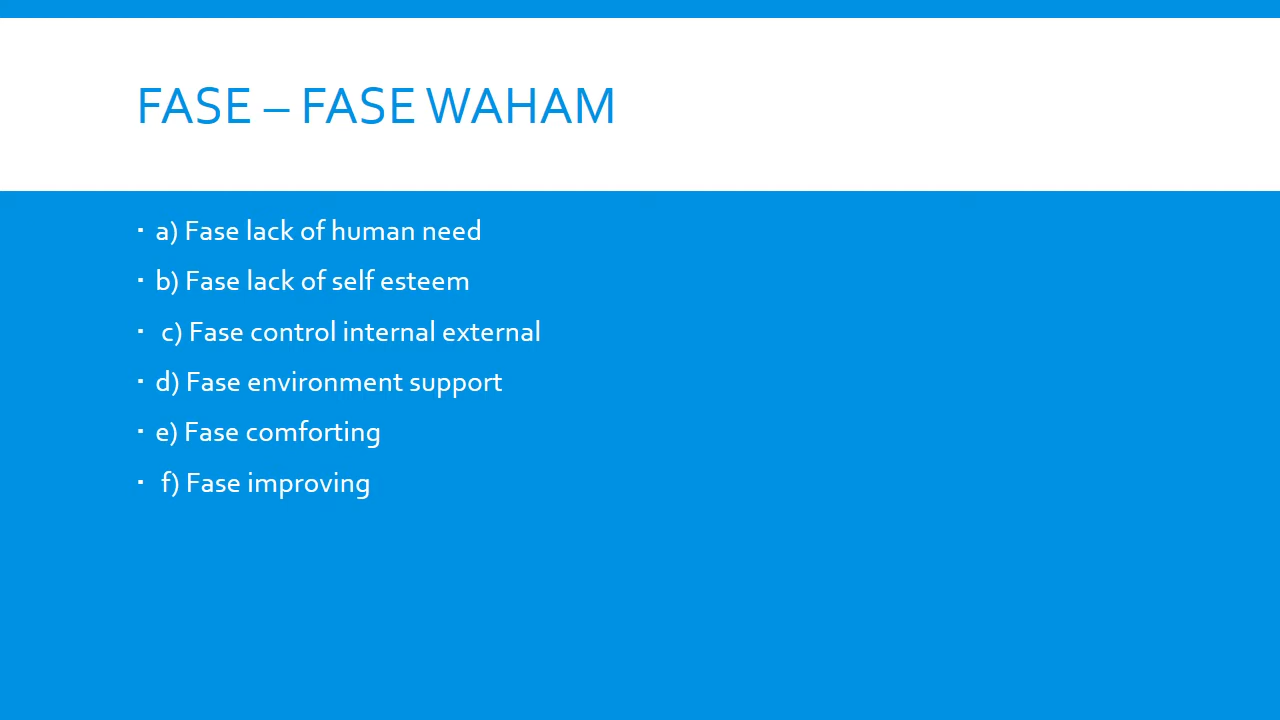 FASE – FASE WAHAM
▪ a) Fase lack of human need
▪ b) Fase lack of self esteem
▪ c) Fase control internal external
▪ d) Fase environment support
▪ e) Fase comforting
▪ f) Fase improving